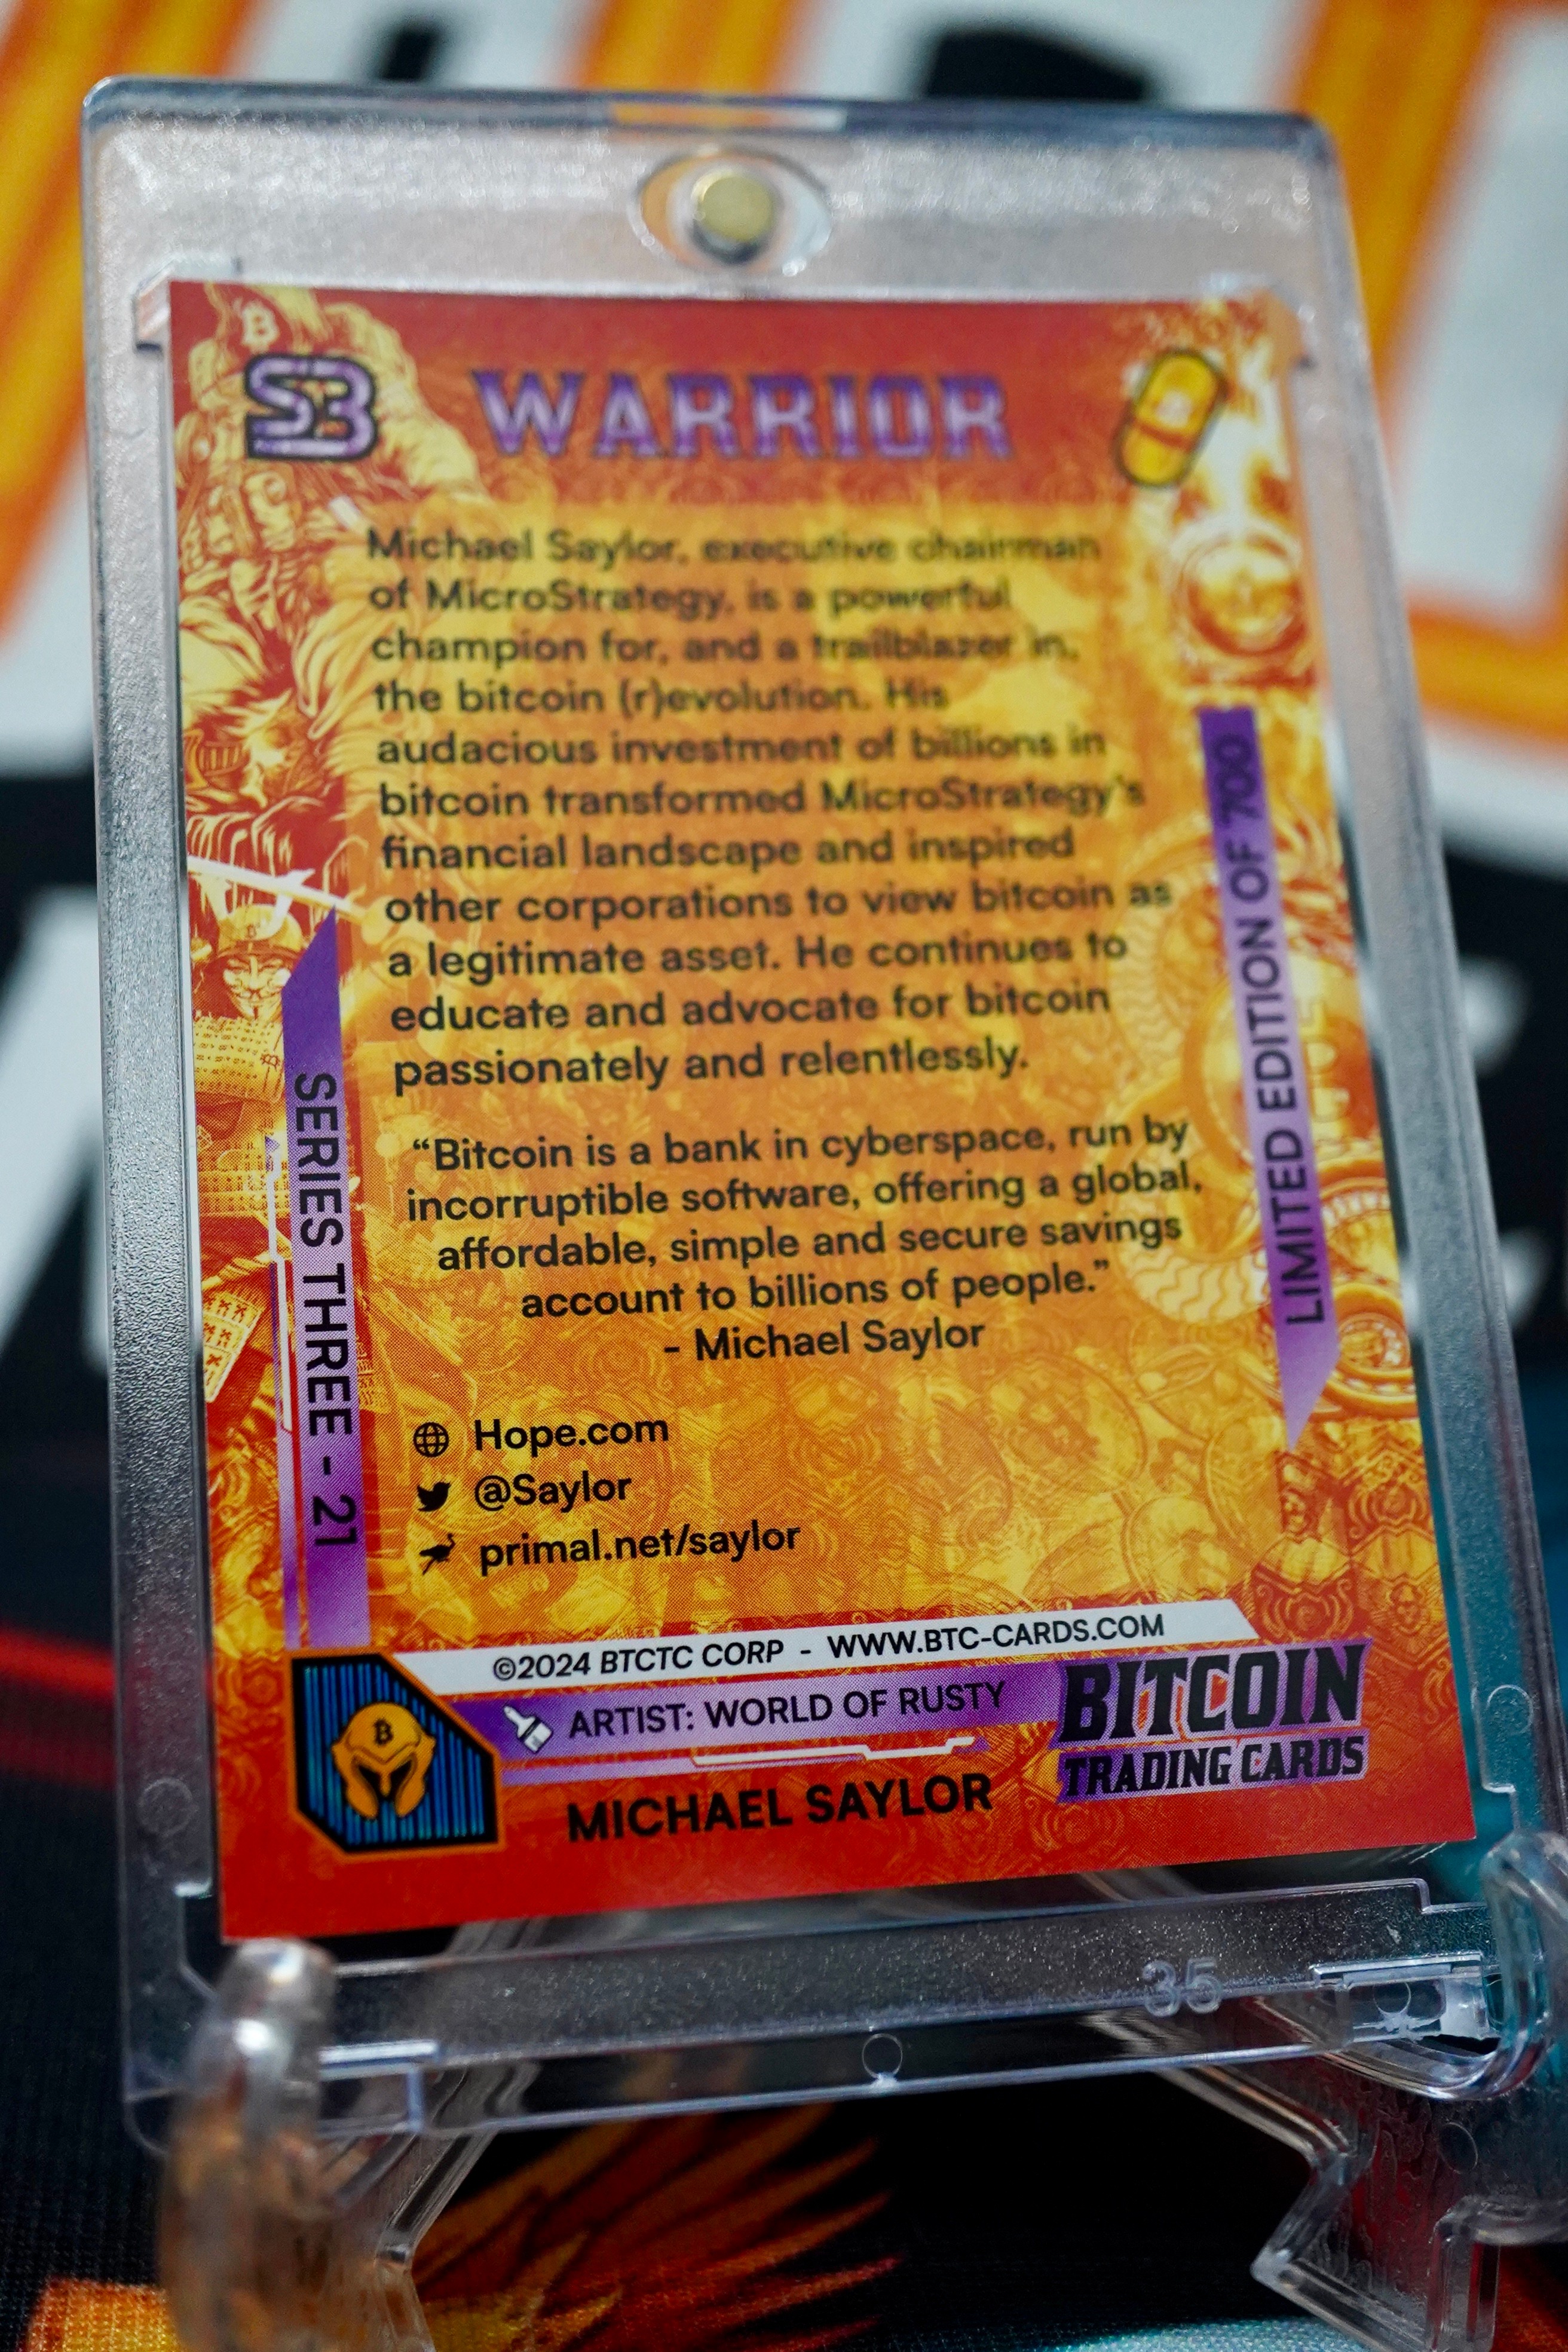 S3
WARRIOR
Michael Saylor, executive chairman
of MicroStrategy, is a powerful
champion for, and a trailblazer in,
the bitcoin (r)evolution. His
audacious investment of billions in
bitcoin transformed MicroStrategy's
financial landscape and inspired
other corporations to view bitcoin as
a legitimate asset. He continues to
educate and advocate for bitcoin
passionately and relentlessly.
“Bitcoin is a bank in cyberspace, run by
incorruptible software, offering a global,
affordable, simple and secure savings
account to billions of people.”
- Michael Saylor
Hope.com
@Saylor
primal.net/saylor
SERIES THREE - 21
LIMITED EDITION OF 700
©2024 BTCTC CORP - WWW.BTC-CARDS.COM
ARTIST: WORLD OF RUSTY
MICHAEL SAYLOR
BITCOIN
TRADING CARDS
35